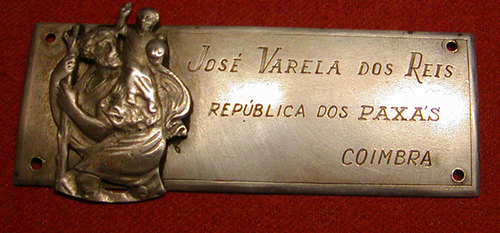 JOSÉ VARELA DOS REIS
REPÚBLICA DOS PAXÁS
COIMBRA